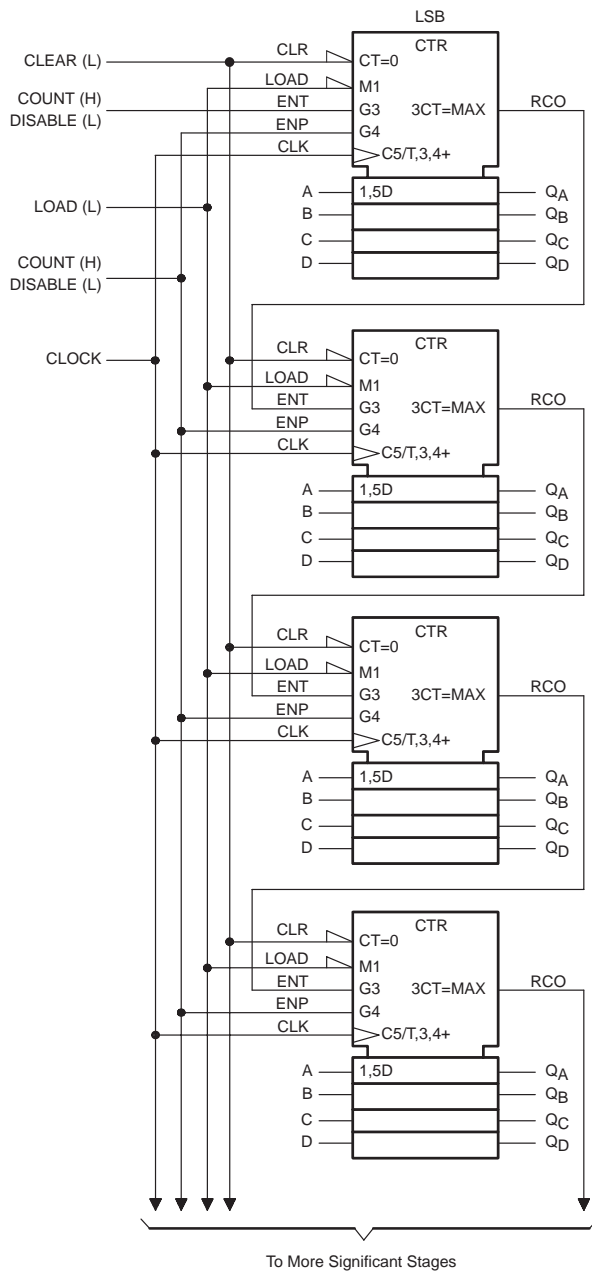 LSB
CTR
CLEAR (L)
CLR
CT=0
LOAD
M1
COUNT (H)
DISABLE (L)
ENT
G3
3CT=MAX
RCO
ENP
G4
CLK
C5/T,3,4+
A
1,5D
QA
LOAD (L)
B
QB
C
QC
COUNT (H)
DISABLE (L)
D
QD
CTR
CLOCK
CLR
CT=0
LOAD
M1
ENT
G3
3CT=MAX
RCO
ENP
G4
CLK
C5/T,3,4+
A
1,5D
QA
B
QB
C
QC
D
QD
CTR
CLR
CT=0
LOAD
M1
ENT
G3
3CT=MAX
RCO
ENP
G4
CLK
C5/T,3,4+
A
1,5D
QA
B
QB
C
QC
D
QD
CTR
CLR
CT=0
LOAD
M1
ENT
G3
3CT=MAX
RCO
ENP
G4
CLK
C5/T,3,4+
A
1,5D
QA
B
QB
C
QC
D
QD
To More Significant Stages